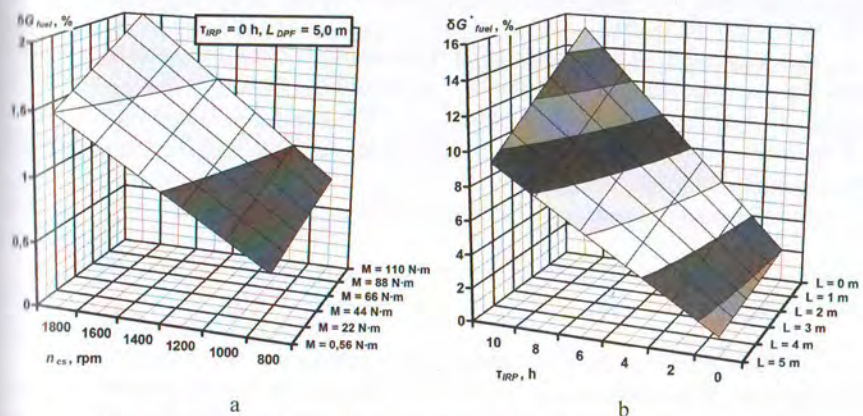 δG fuel, %
τIRP = 0 h, L DPF = 5,0 m
2
1,5
1
0,5
0
1800
1600
1400
1200
1000
800
n cs, rpm
M = 110 N·m
M = 88 N·m
M = 66 N·m
M = 44 N·m
M = 22 N·m
M = 0,56 N·m
a
δG* fuel, %
16
14
12
10
8
6
4
2
0
10
8
6
4
2
0
τIRP, h
L = 0 m
L = 1 m
L = 2 m
L = 3 m
L = 4 m
L = 5 m
b